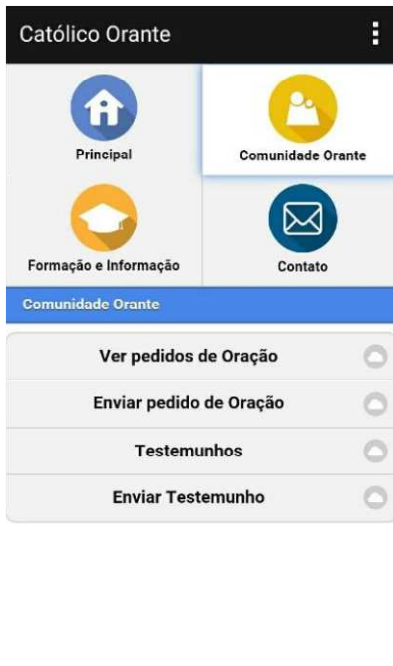 Católico Orante
Principal
Comunidade Orante
Formação e Informação
Contato
Comunidade Orante
Ver pedidos de Oração
Enviar pedido de Oração
Testemunhos
Enviar Testemunho